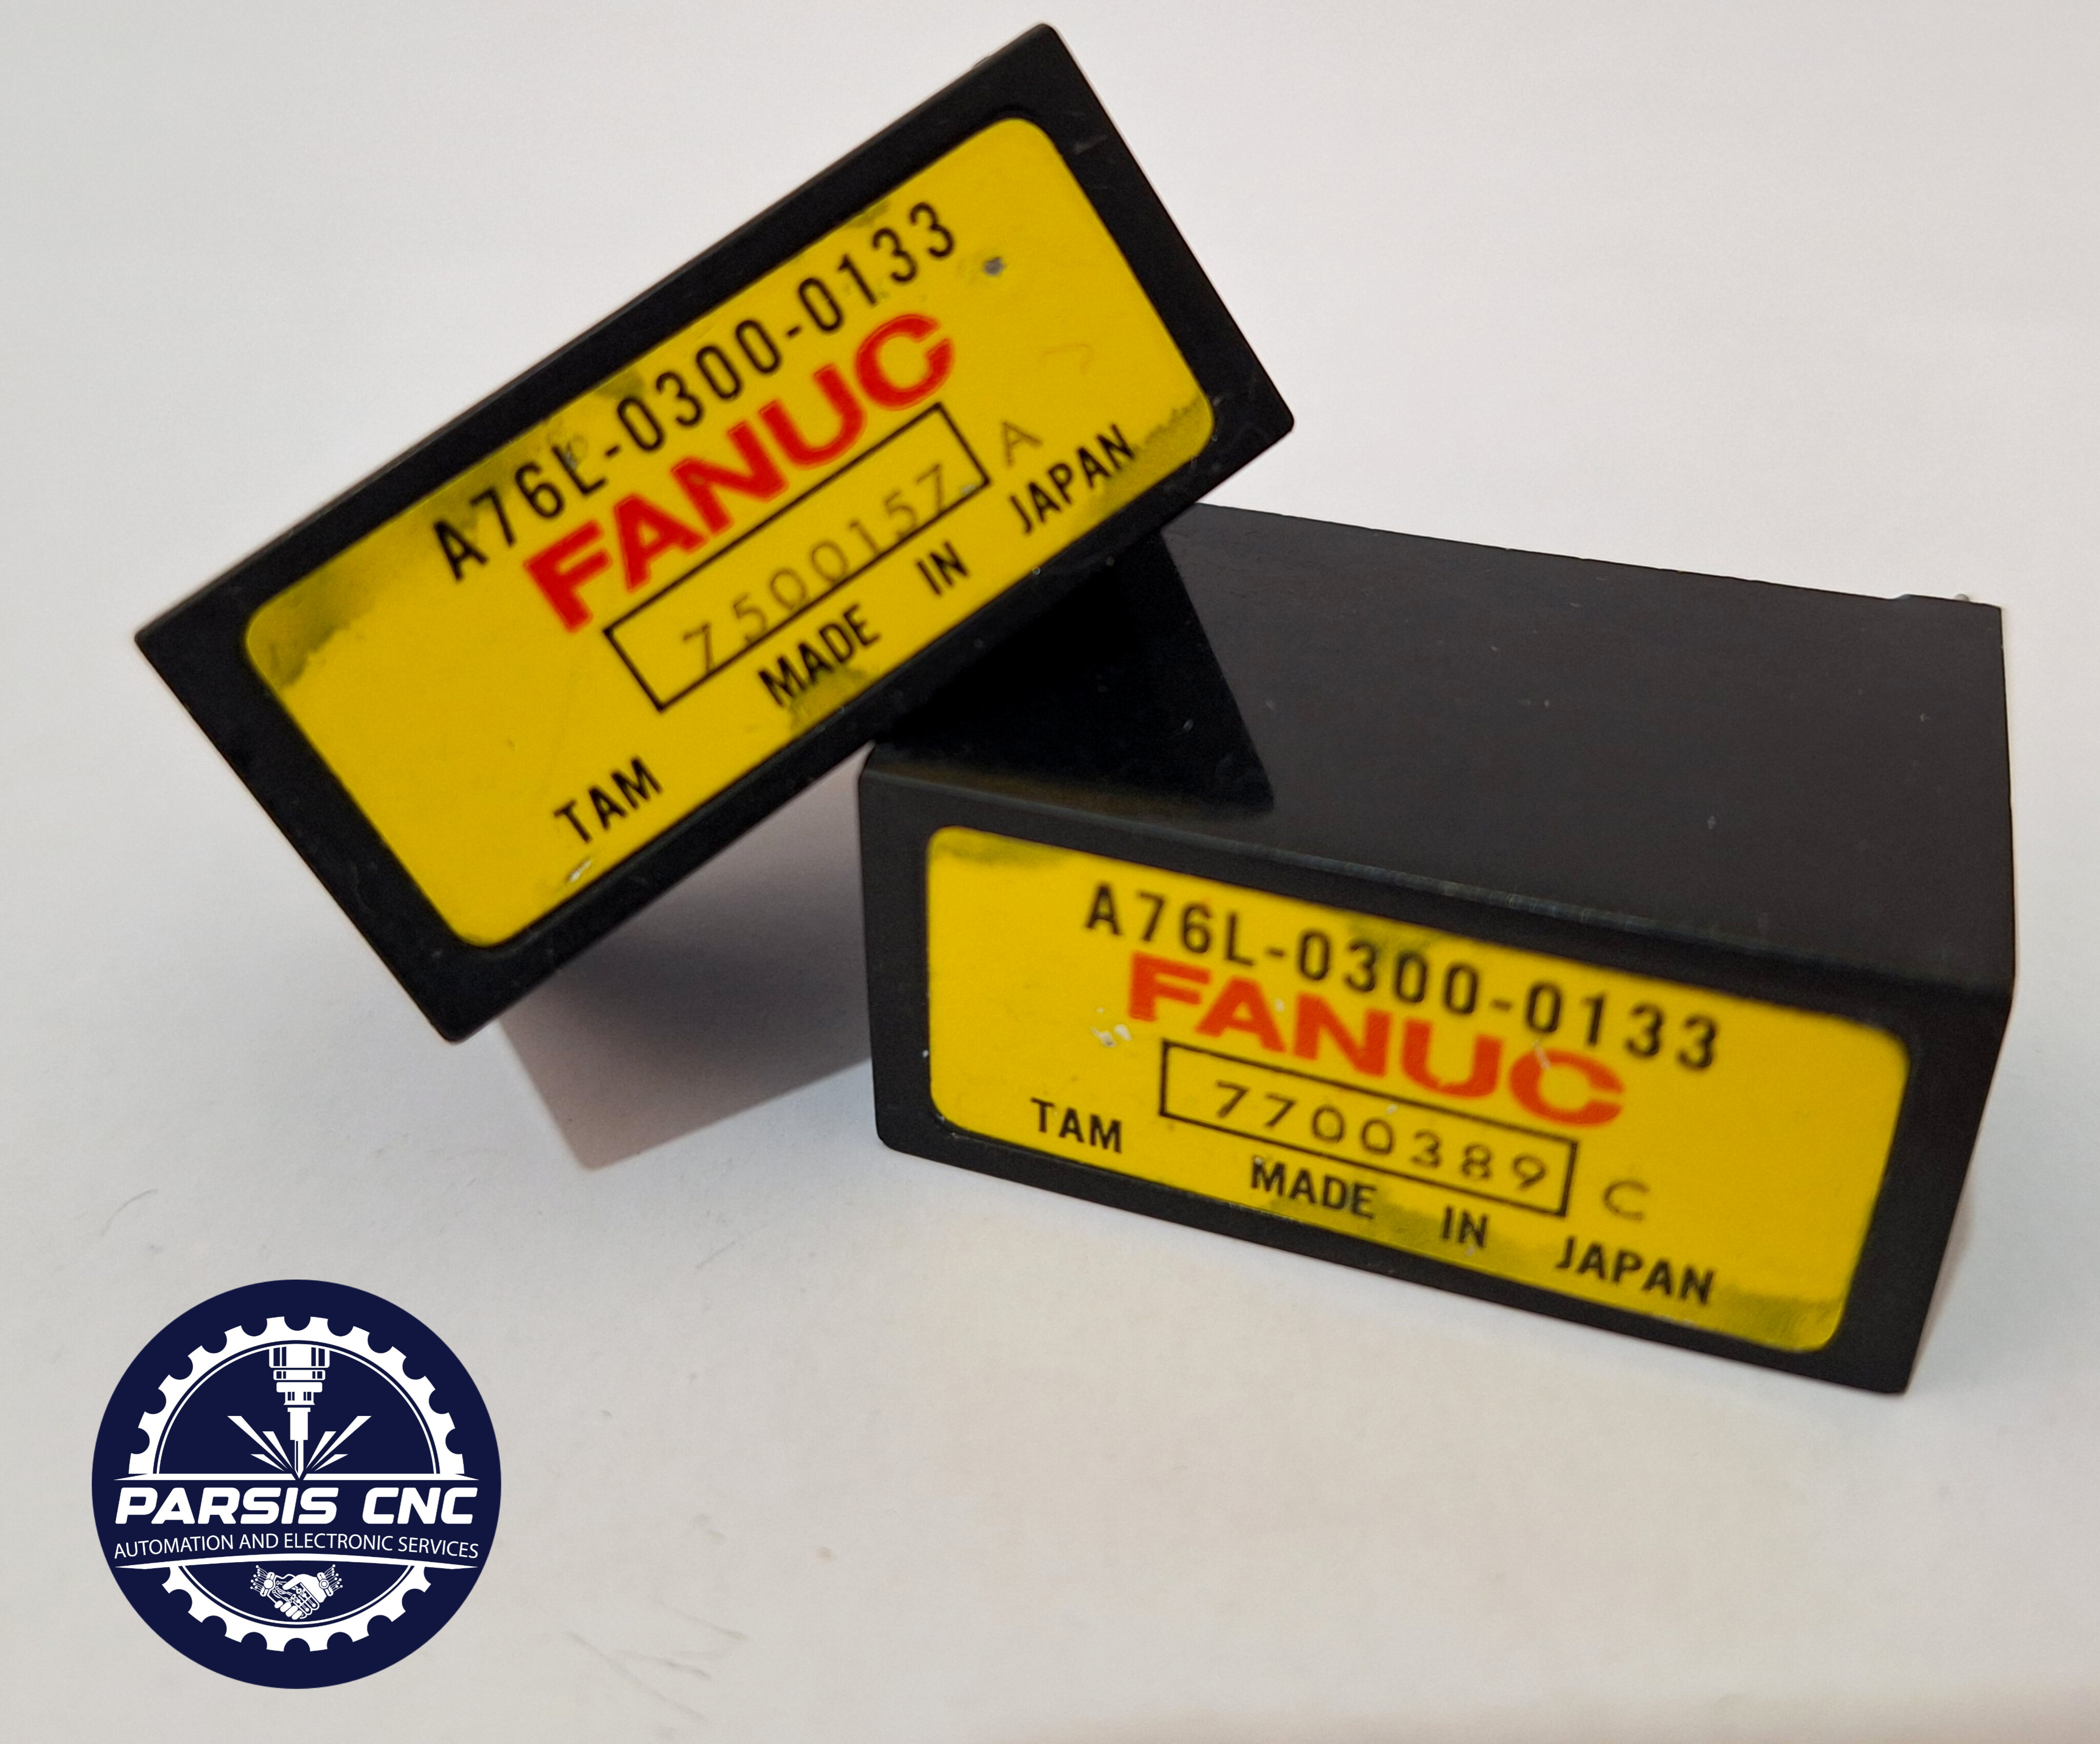 A76L-0300-0133
FANUC
7500157 A
MADE IN JAPAN
TAM
A76L-0300-0133
FANUC
7700389 C
TAM
MADE IN JAPAN
PARSIS CNC
AUTOMATION AND ELECTRONIC SERVICES